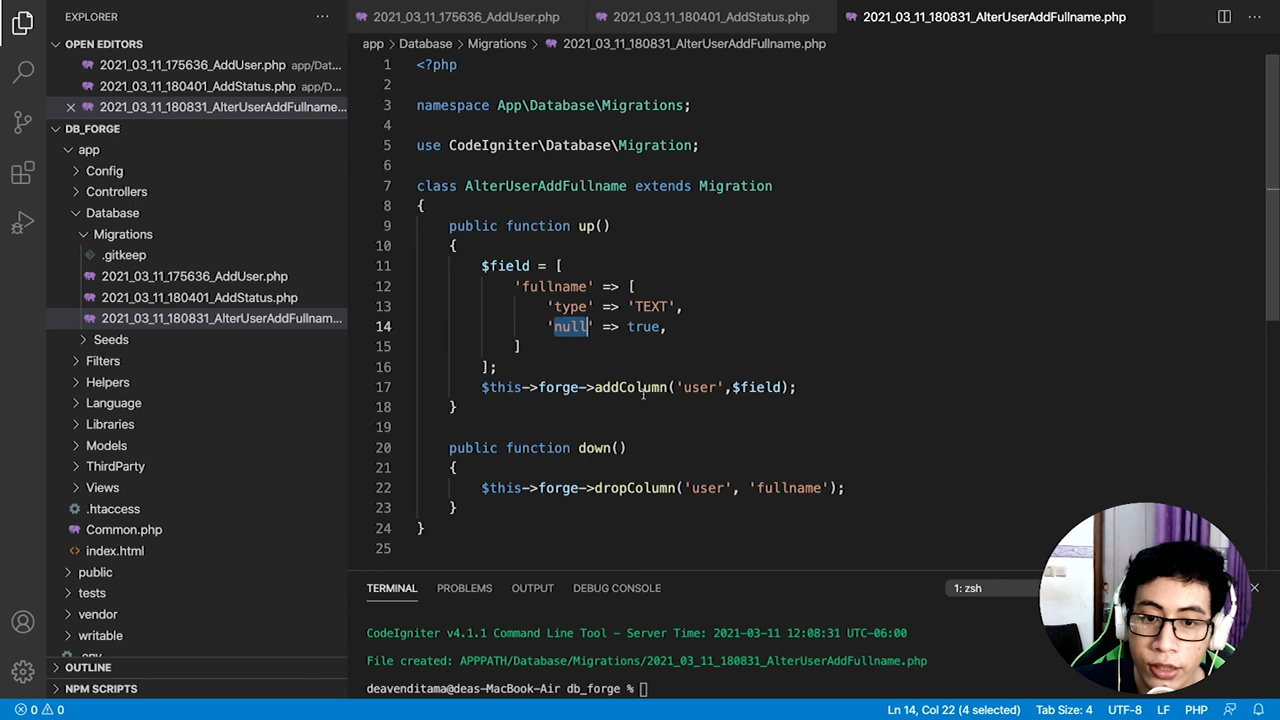 EXPLORER
OPEN EDITORS
2021_03_11_175636_AddUser.php app/Dat...
2021_03_11_180401_AddStatus.php app/D...
2021_03_11_180831_AlterUserAddFullname...
DB_FORGE
app
Config
Controllers
Database
Migrations
.gitkeep
2021_03_11_175636_AddUser.php
2021_03_11_180401_AddStatus.php
2021_03_11_180831_AlterUserAddFullnam...
Seeds
Filters
Helpers
Language
Libraries
Models
ThirdParty
Views
.htaccess
Common.php
index.html
public
tests
vendor
writable
OUTLINE
NPM SCRIPTS
2021_03_11_175636_AddUser.php 2021_03_11_180401_AddStatus.php 2021_03_11_180831_AlterUserAddFullname.php
app > Database > Migrations > 2021_03_11_180831_AlterUserAddFullname.php
1 <?php
2
3 namespace App\Database\Migrations;
4
5 use CodeIgniter\Database\Migration;
6
7 class AlterUserAddFullname extends Migration
8 {
9 public function up()
10 {
11 $field = [
12 'fullname' => [
13 'type' => 'TEXT',
14 'null' => true,
15 ]
16 ];
17 $this->forge->addColumn('user',$field);
18 }
19
20 public function down()
21 {
22 $this->forge->dropColumn('user', 'fullname');
23 }
24 }
25
TERMINAL PROBLEMS OUTPUT DEBUG CONSOLE 1: zsh
CodeIgniter v4.1.1 Command Line Tool - Server Time: 2021-03-11 12:08:31 UTC-06:00
File created: APPPATH/Database/Migrations/2021_03_11_180831_AlterUserAddFullname.php
deavenditama@deas-MacBook-Air db_forge %
0 0 Ln 14, Col 22 (4 selected) Tab Size: 4 UTF-8 LF PHP